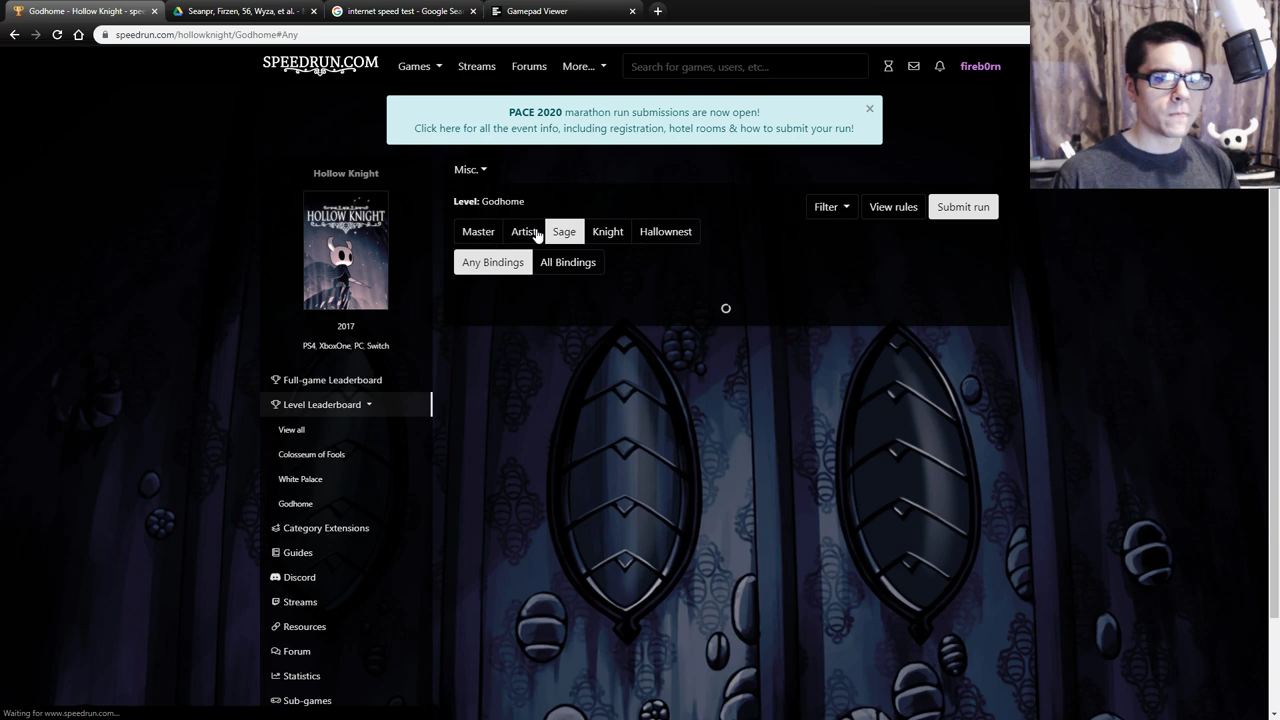 Godhome - Hollow Knight - spee
Seanpr, Firzen, 56, Wyza, et al. -
internet speed test - Google Sea
Gamepad Viewer
speedrun.com/hollowknight/Godhome#Any
SPEEDRUN.COM
Games
Streams
Forums
More...
Search for games, users, etc...
fireb0rn
PACE 2020 marathon run submissions are now open!
Click here for all the event info, including registration, hotel rooms & how to submit your run!
Hollow Knight
HOLLOW KNIGHT
2017
PS4, XboxOne, PC, Switch
Full-game Leaderboard
Level Leaderboard
View all
Colosseum of Fools
White Palace
Godhome
Category Extensions
Guides
Discord
Streams
Resources
Forum
Statistics
Sub-games
Misc.
Level: Godhome
Filter
View rules
Submit run
Master
Artist
Sage
Knight
Hallownest
Any Bindings
All Bindings
Waiting for www.speedrun.com...